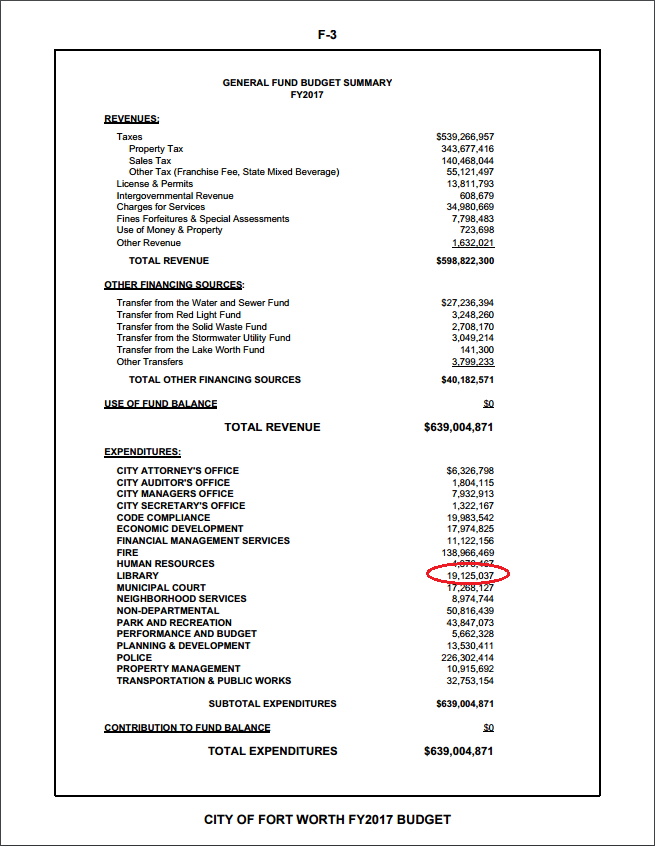 F-3
GENERAL FUND BUDGET SUMMARY
FY2017
REVENUES:
Taxes $539,266,957
Property Tax 343,677,416
Sales Tax 140,468,044
Other Tax (Franchise Fee, State Mixed Beverage) 55,121,497
License & Permits 13,811,793
Intergovernmental Revenue 608,679
Charges for Services 34,980,669
Fines Forfeitures & Special Assessments 7,798,483
Use of Money & Property 723,698
Other Revenue 1,632,021
TOTAL REVENUE $598,822,300
OTHER FINANCING SOURCES:
Transfer from the Water and Sewer Fund $27,236,394
Transfer from Red Light Fund 3,248,260
Transfer from the Solid Waste Fund 2,708,170
Transfer from the Stormwater Utility Fund 3,049,214
Transfer from the Lake Worth Fund 141,300
Other Transfers 3,799,233
TOTAL OTHER FINANCING SOURCES $40,182,571
USE OF FUND BALANCE $0
TOTAL REVENUE $639,004,871
EXPENDITURES:
CITY ATTORNEY'S OFFICE $6,326,798
CITY AUDITOR'S OFFICE 1,804,115
CITY MANAGERS OFFICE 7,932,913
CITY SECRETARY'S OFFICE 1,322,167
CODE COMPLIANCE 19,983,542
ECONOMIC DEVELOPMENT 17,974,825
FINANCIAL MANAGEMENT SERVICES 11,122,156
FIRE 138,966,469
HUMAN RESOURCES 4,376,467
LIBRARY 19,125,037
MUNICIPAL COURT 17,268,127
NEIGHBORHOOD SERVICES 8,974,744
NON-DEPARTMENTAL 50,816,439
PARK AND RECREATION 43,847,073
PERFORMANCE AND BUDGET 5,662,328
PLANNING & DEVELOPMENT 13,530,411
POLICE 226,302,414
PROPERTY MANAGEMENT 10,915,692
TRANSPORTATION & PUBLIC WORKS 32,753,154
SUBTOTAL EXPENDITURES $639,004,871
CONTRIBUTION TO FUND BALANCE $0
TOTAL EXPENDITURES $639,004,871
CITY OF FORT WORTH FY2017 BUDGET